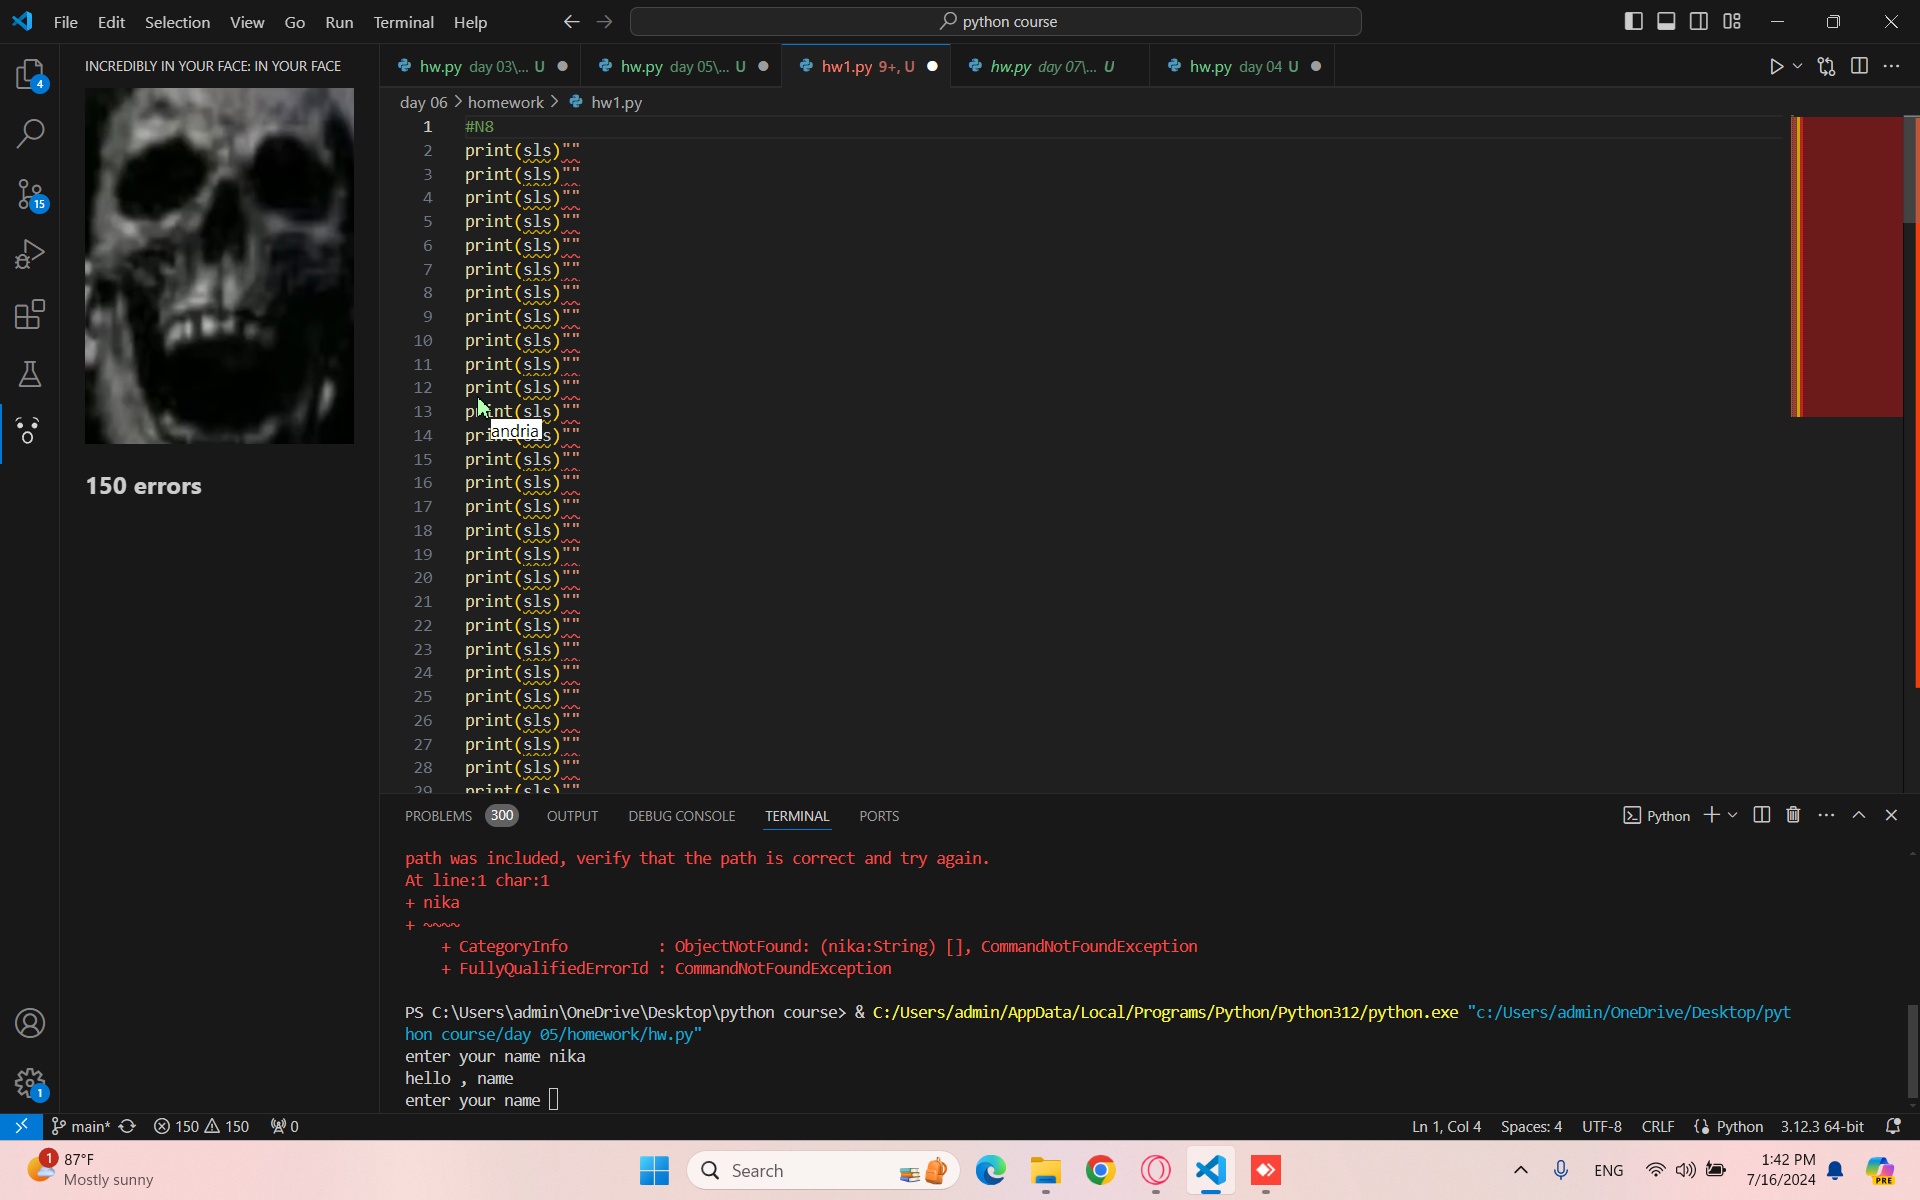 File Edit Selection View Go Run Terminal Help
python course
INCREDIBLY IN YOUR FACE: IN YOUR FACE
hw.py day 03\... U
hw.py day 05\... U
hw1.py 9+, U
hw.py day 07\... U
hw.py day 04 U
day 06 > homework > hw1.py
4
15
150 errors
1 #N8
2 print(sls)""
3 print(sls)""
4 print(sls)""
5 print(sls)""
6 print(sls)""
7 print(sls)""
8 print(sls)""
9 print(sls)""
10 print(sls)""
11 print(sls)""
12 print(sls)""
13 print(sls)""
andria
14 print(sls)""
15 print(sls)""
16 print(sls)""
17 print(sls)""
18 print(sls)""
19 print(sls)""
20 print(sls)""
21 print(sls)""
22 print(sls)""
23 print(sls)""
24 print(sls)""
25 print(sls)""
26 print(sls)""
27 print(sls)""
28 print(sls)""
29 print(sls)""
PROBLEMS 300 OUTPUT DEBUG CONSOLE TERMINAL PORTS
Python
path was included, verify that the path is correct and try again.
At line:1 char:1
+ nika
+ ~~~~
+ CategoryInfo : ObjectNotFound: (nika:String) [], CommandNotFoundException
+ FullyQualifiedErrorId : CommandNotFoundException
PS C:\Users\admin\OneDrive\Desktop\python course> & C:/Users/admin/AppData/Local/Programs/Python/Python312/python.exe "c:/Users/admin/OneDrive/Desktop/pyt
hon course/day 05/homework/hw.py"
enter your name nika
hello , name
enter your name
1
main* 150 150 0
Ln 1, Col 4 Spaces: 4 UTF-8 CRLF Python 3.12.3 64-bit
1
87°F
Mostly sunny
Search
ENG
1:42 PM
7/16/2024
PRE